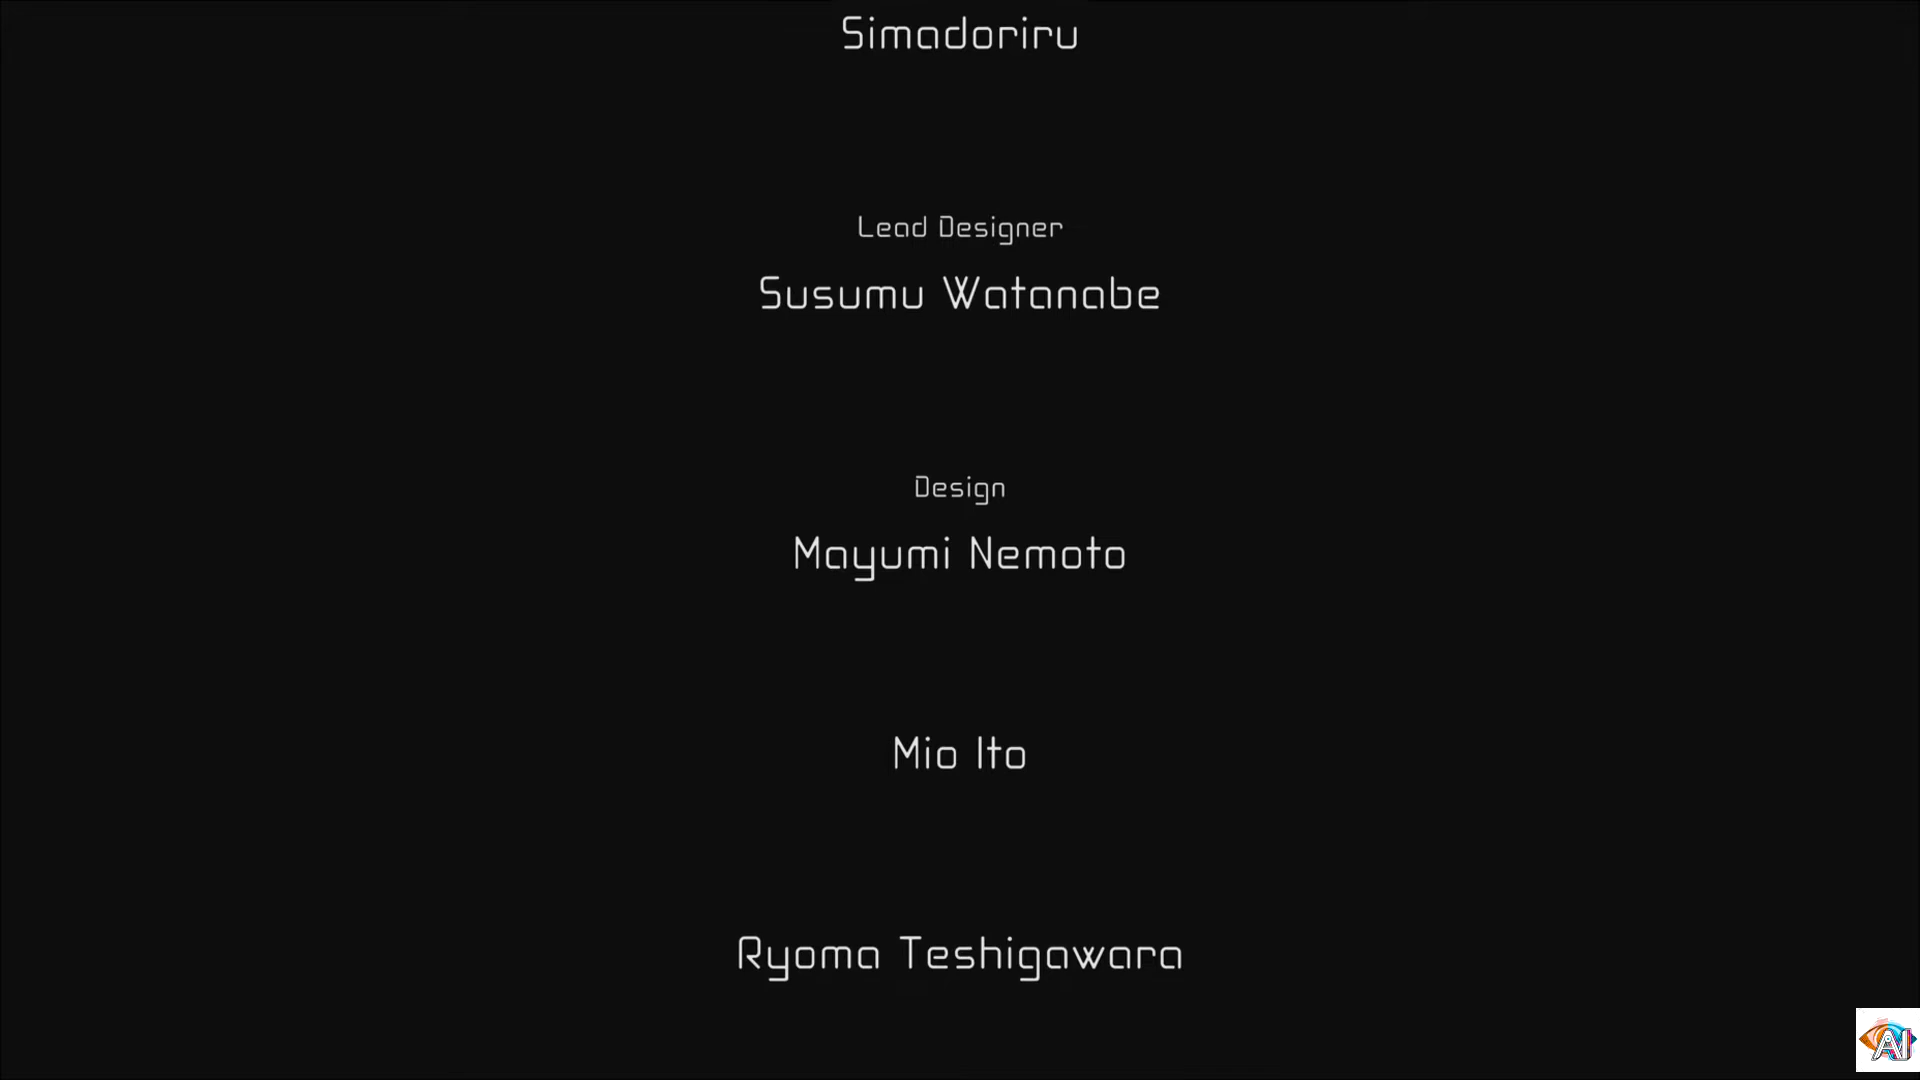 Simadoriru
Lead Designer
Susumu Watanabe
Design
Mayumi Nemoto
Mio Ito
Ryoma Teshigawara
AI